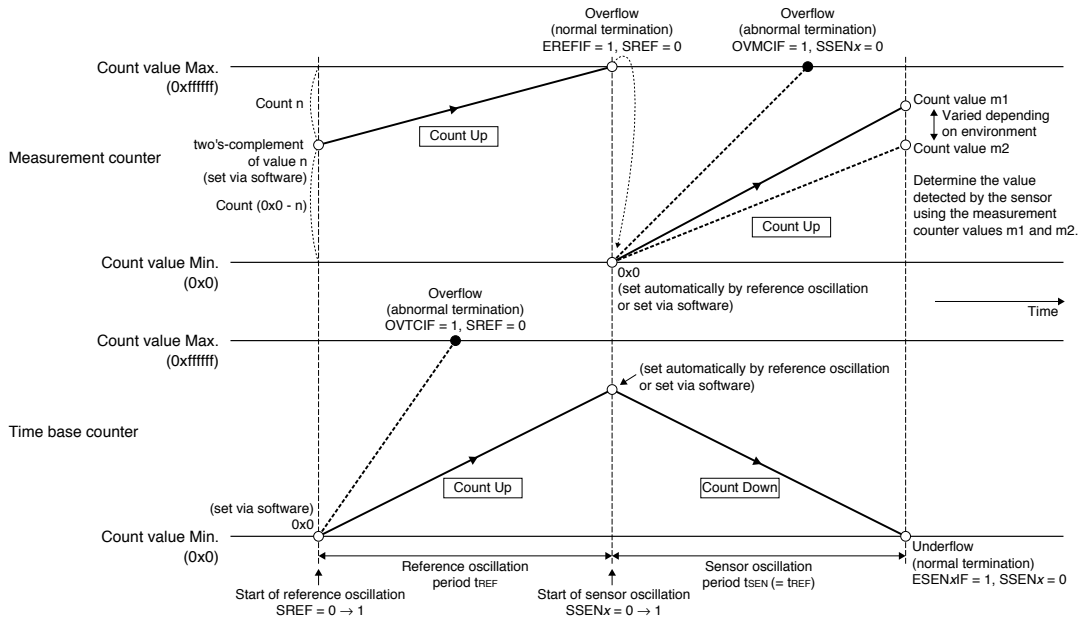 Overflow
(normal termination)
EREFIF = 1, SREF = 0
Overflow
(abnormal termination)
OVMCIF = 1, SSENx = 0
Count value Max.
(0xffffff)
Count n
Count value m1
Varied depending
on environment
Count value m2
Count Up
two's-complement
of value n
(set via software)
Measurement counter
Count (0x0 - n)
Determine the value
detected by the sensor
using the measurement
counter values m1 and m2.
Count Up
Count value Min.
(0x0)
0x0
(set automatically by reference oscillation
or set via software)
Time
Overflow
(abnormal termination)
OVTCIF = 1, SREF = 0
Count value Max.
(0xffffff)
(set automatically by reference oscillation
or set via software)
Time base counter
Count Up
Count Down
(set via software)
0x0
Count value Min.
(0x0)
Underflow
(normal termination)
ESENxIF = 1, SSENx = 0
Reference oscillation
period tREF
Sensor oscillation
period tSEN (= tREF)
Start of reference oscillation
SREF = 0 → 1
Start of sensor oscillation
SSENx = 0 → 1